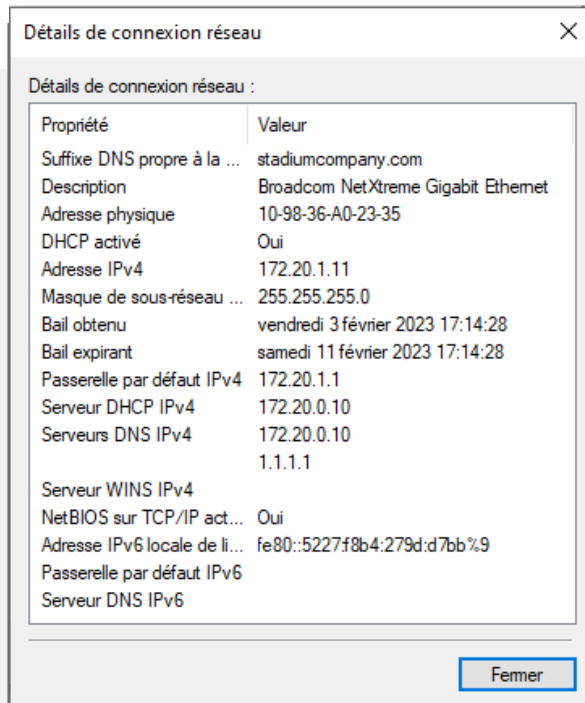 Détails de connexion réseau
Détails de connexion réseau :
Propriété Valeur
Suffixe DNS propre à la ... stadiumcompany.com
Description Broadcom NetXtreme Gigabit Ethernet
Adresse physique 10-98-36-A0-23-35
DHCP activé Oui
Adresse IPv4 172.20.1.11
Masque de sous-réseau ... 255.255.255.0
Bail obtenu vendredi 3 février 2023 17:14:28
Bail expirant samedi 11 février 2023 17:14:28
Passerelle par défaut IPv4 172.20.1.1
Serveur DHCP IPv4 172.20.0.10
Serveurs DNS IPv4 172.20.0.10
1.1.1.1
Serveur WINS IPv4
NetBIOS sur TCP/IP act... Oui
Adresse IPv6 locale de li... fe80::5227:f8b4:279d:d7bb%9
Passerelle par défaut IPv6
Serveur DNS IPv6
Fermer